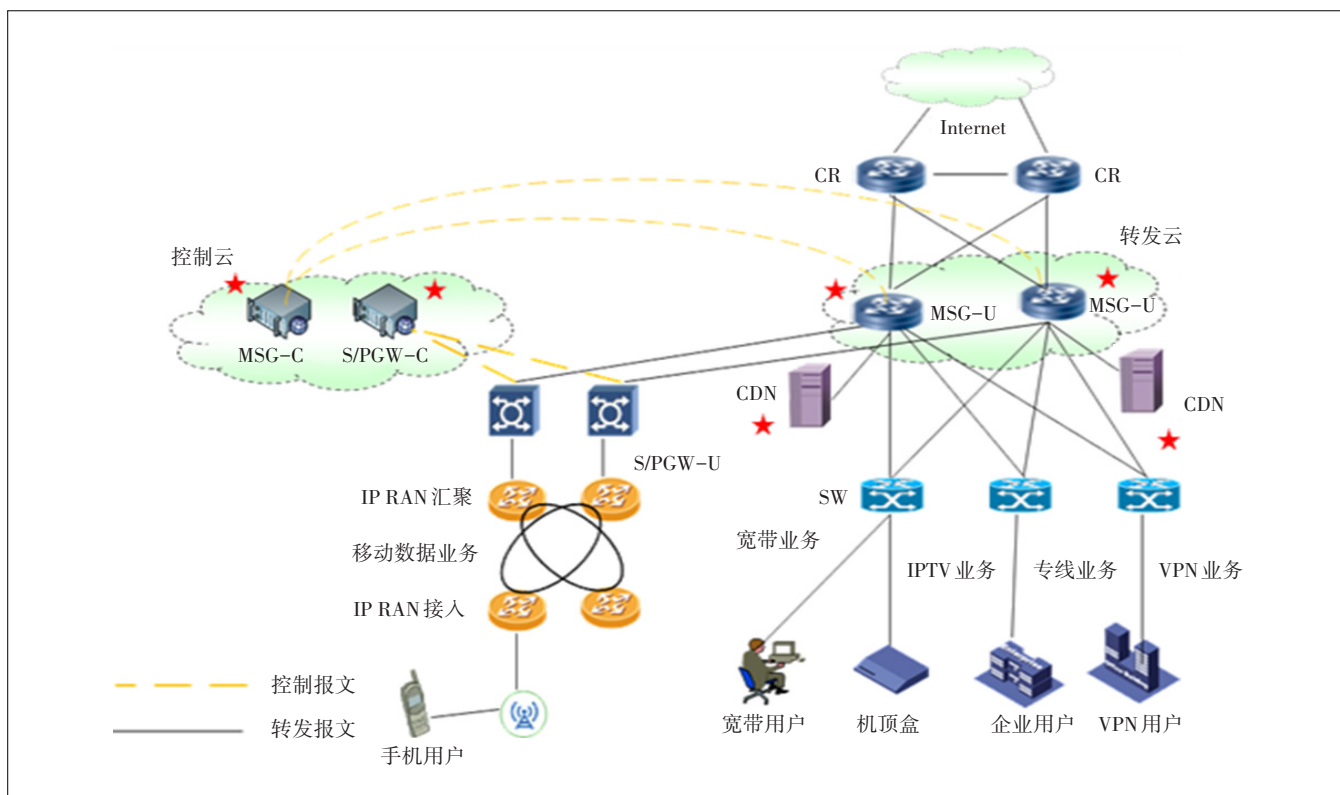 Internet
CR
CR
控制云
转发云
MSG-C
S/PGW-C
MSG-U
MSG-U
CDN
CDN
S/PGW-U
IP RAN 汇聚
SW
移动数据业务
宽带业务
IPTV 业务
专线业务
VPN 业务
IP RAN 接入
控制报文
转发报文
手机用户
宽带用户
机顶盒
企业用户
VPN 用户